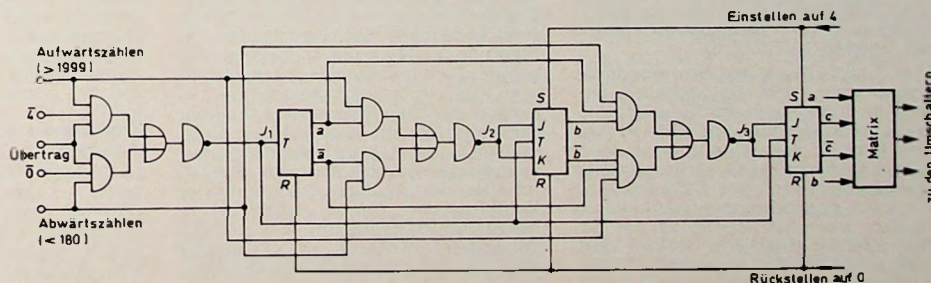 Einstellen auf 4
Aufwärtszählen
(>1999)
4̅
Übertrag
0̅
Abwärtszählen
(<180)
J1
T
a
a̅
R
J2
S
J
T
K
R
b
b̅
J3
S
J
T
K
R
a
c
c̅
b
Matrix
zu den Umschaltern
Rückstellen auf 0